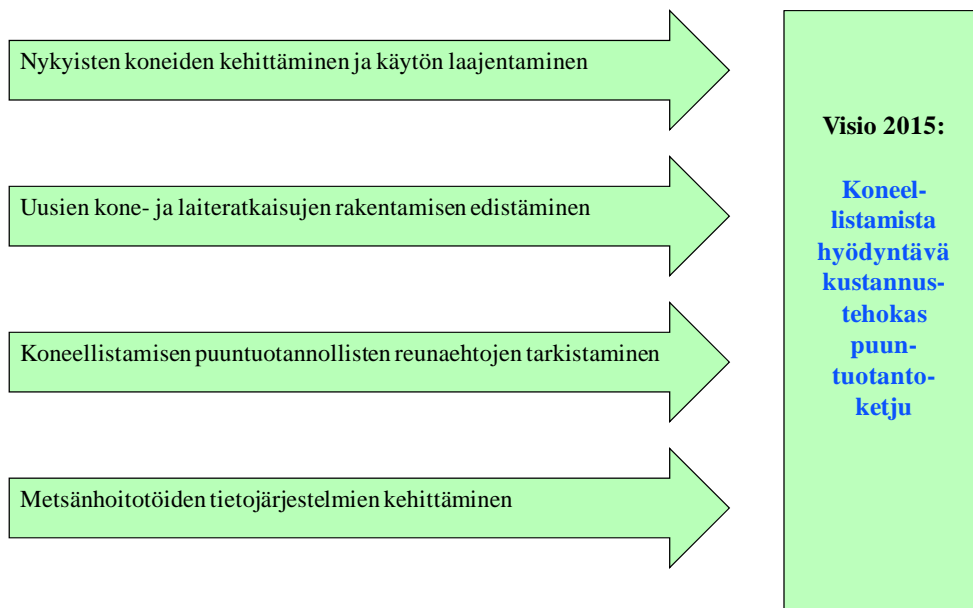 Nykyisten koneiden kehittäminen ja käytön laajentaminen
Uusien kone- ja laiteratkaisujen rakentamisen edistäminen
Koneellistamisen puuntuotannollisten reunaehtojen tarkistaminen
Metsänhoitotöiden tietojärjestelmien kehittäminen
Visio 2015:
Koneel-
listamista
hyödyntävä
kustannus-
tehokas
puun-
tuotanto-
ketju